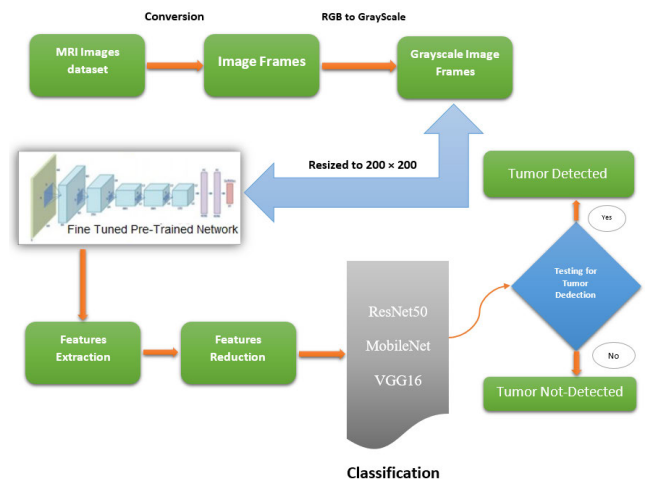 Conversion
RGB to GrayScale
MRI Images
dataset
Image Frames
Grayscale Image
Frames
Resized to 200 × 200
Fine Tuned Pre-Trained Network
Tumor Detected
Yes
Testing for
Tumor
Dedection
No
Tumor Not-Detected
Features
Extraction
Features
Reduction
ResNet50
MobileNet
VGG16
Classification